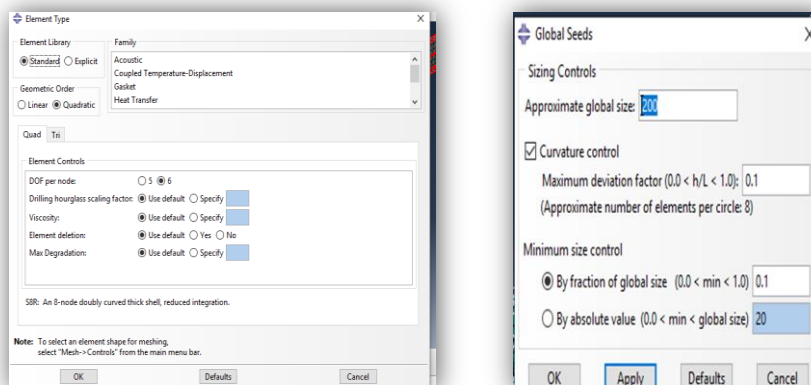 Element Type X
Element Library
Standard Explicit
Geometric Order
Linear Quadratic
Family
Acoustic
Coupled Temperature-Displacement
Gasket
Heat Transfer
Quad Tri
Element Controls
DOF per node: 5 6
Drilling hourglass scaling factor: Use default Specify
Viscosity: Use default Specify
Element deletion: Use default Yes No
Max Degradation: Use default Specify
S8R: An 8-node doubly curved thick shell, reduced integration.
Note: To select an element shape for meshing,
select "Mesh->Controls" from the main menu bar.
OK Defaults Cancel
Global Seeds
Sizing Controls
Approximate global size: 200
Curvature control
Maximum deviation factor (0.0 < h/L < 1.0): 0.1
(Approximate number of elements per circle: 8)
Minimum size control
By fraction of global size (0.0 < min < 1.0) 0.1
By absolute value (0.0 < min < global size) 20
OK Apply Defaults Cancel